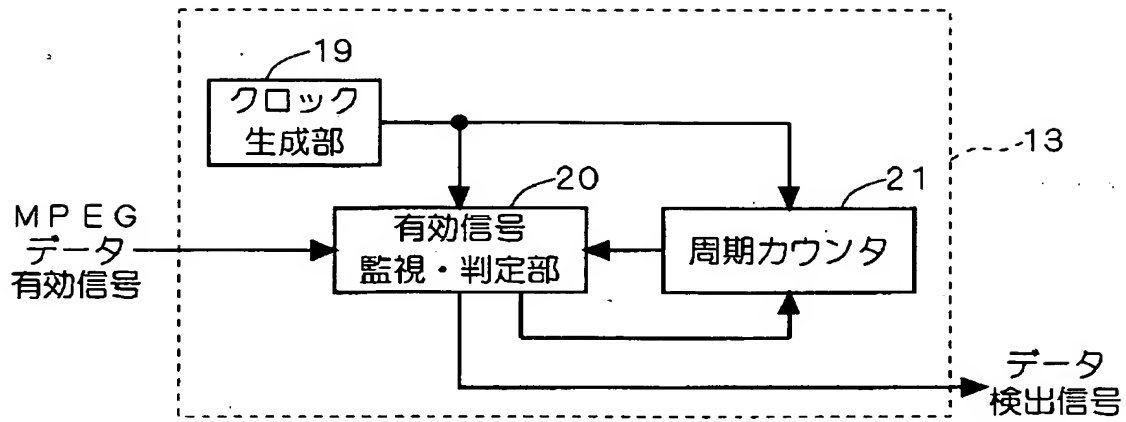 19
クロック
生成部
13
20
21
ＭＰＥＧ
データ
有効信号
有効信号
監視・判定部
周期カウンタ
データ
検出信号